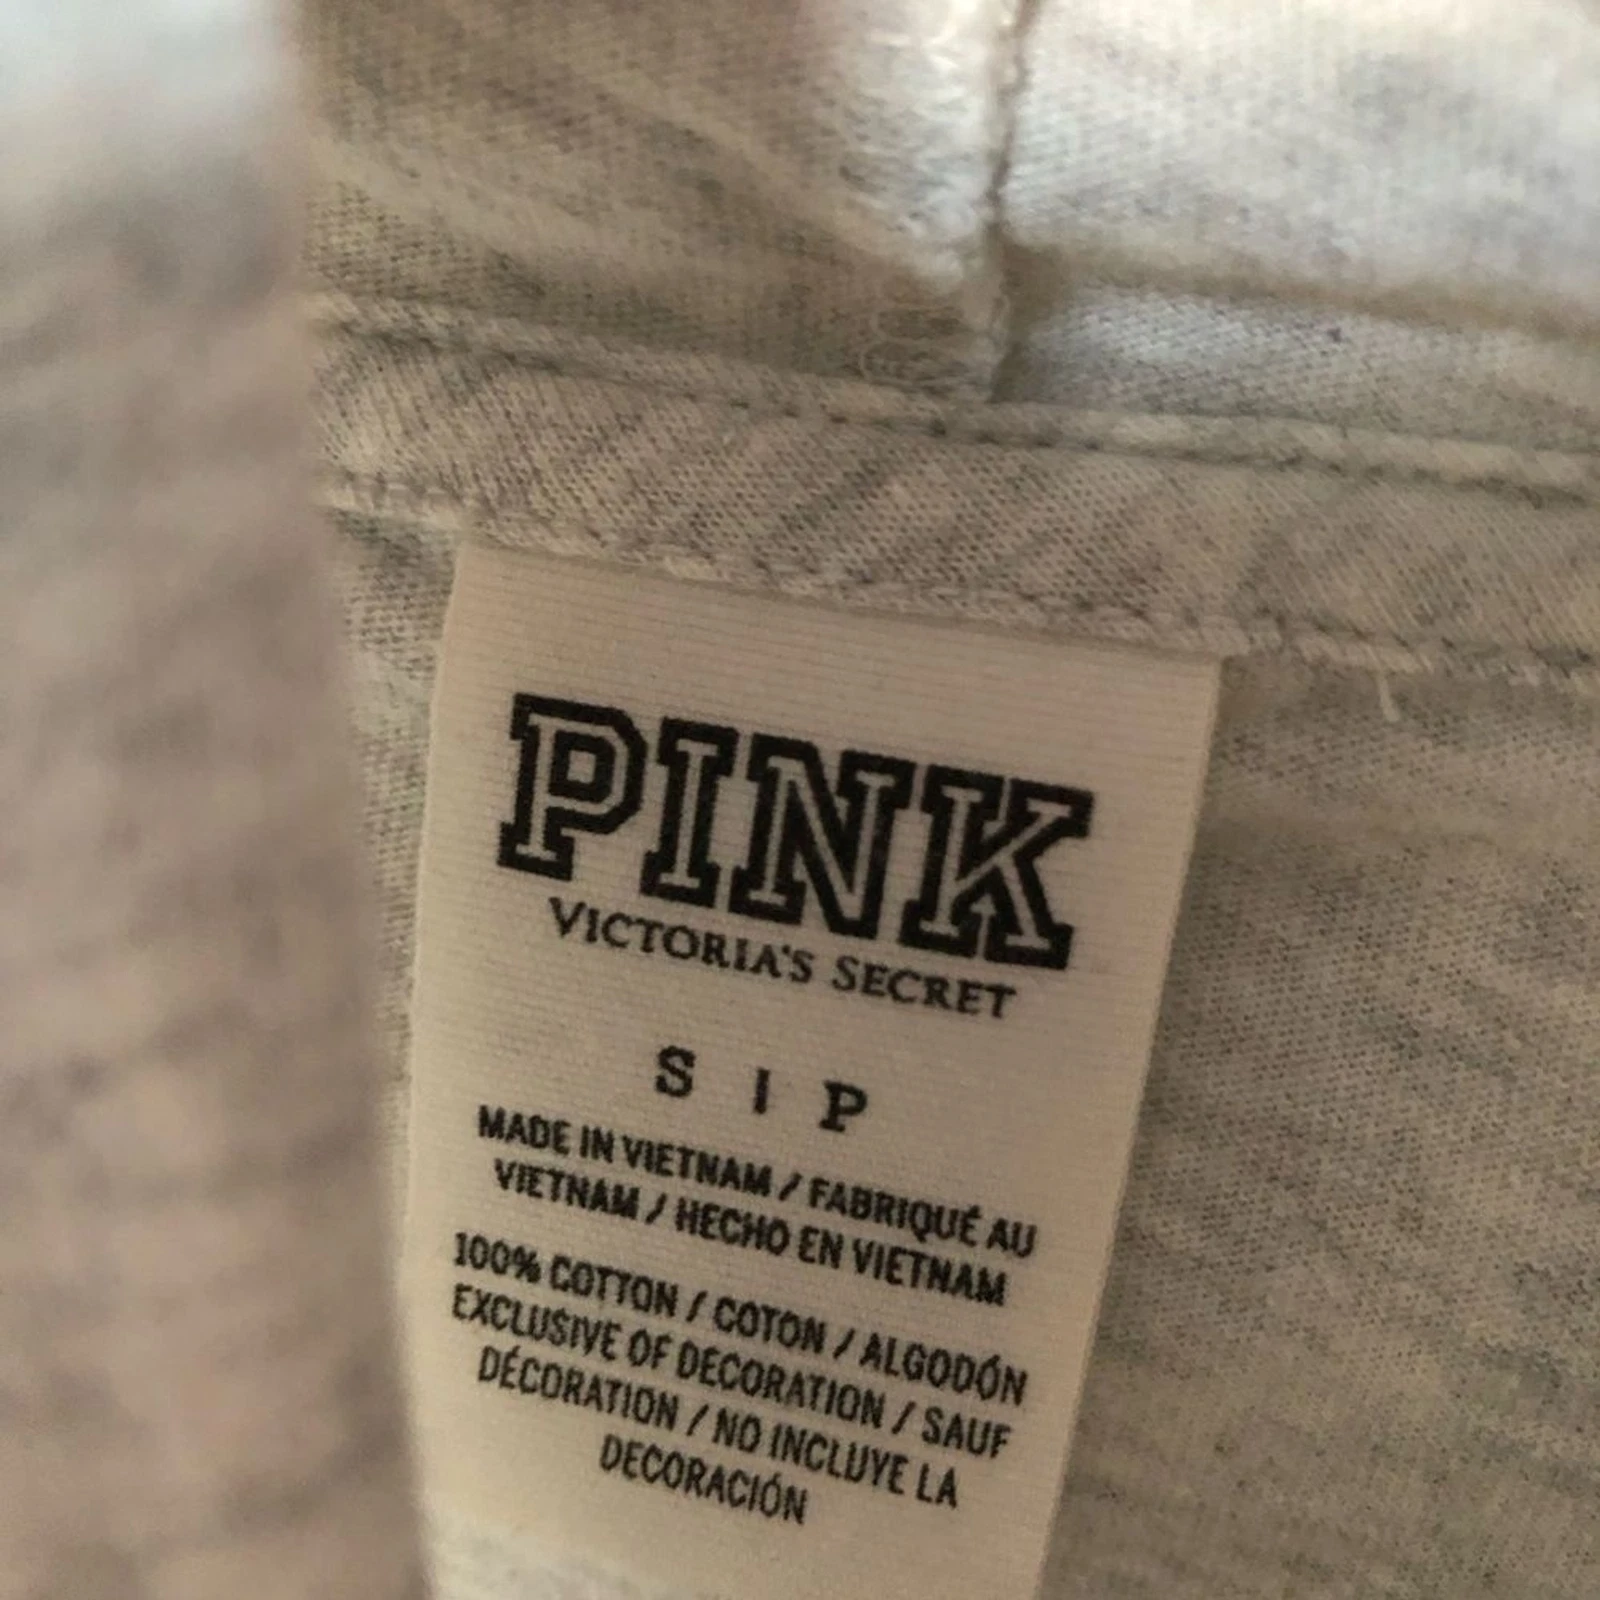 PINK
VICTORIA'S SECRET
S | P
MADE IN VIETNAM / FABRIQUÉ AU
VIETNAM / HECHO EN VIETNAM
100% COTTON / COTON / ALGODÓN
EXCLUSIVE OF DECORATION / SAUF
DÉCORATION / NO INCLUYE LA
DECORACIÓN